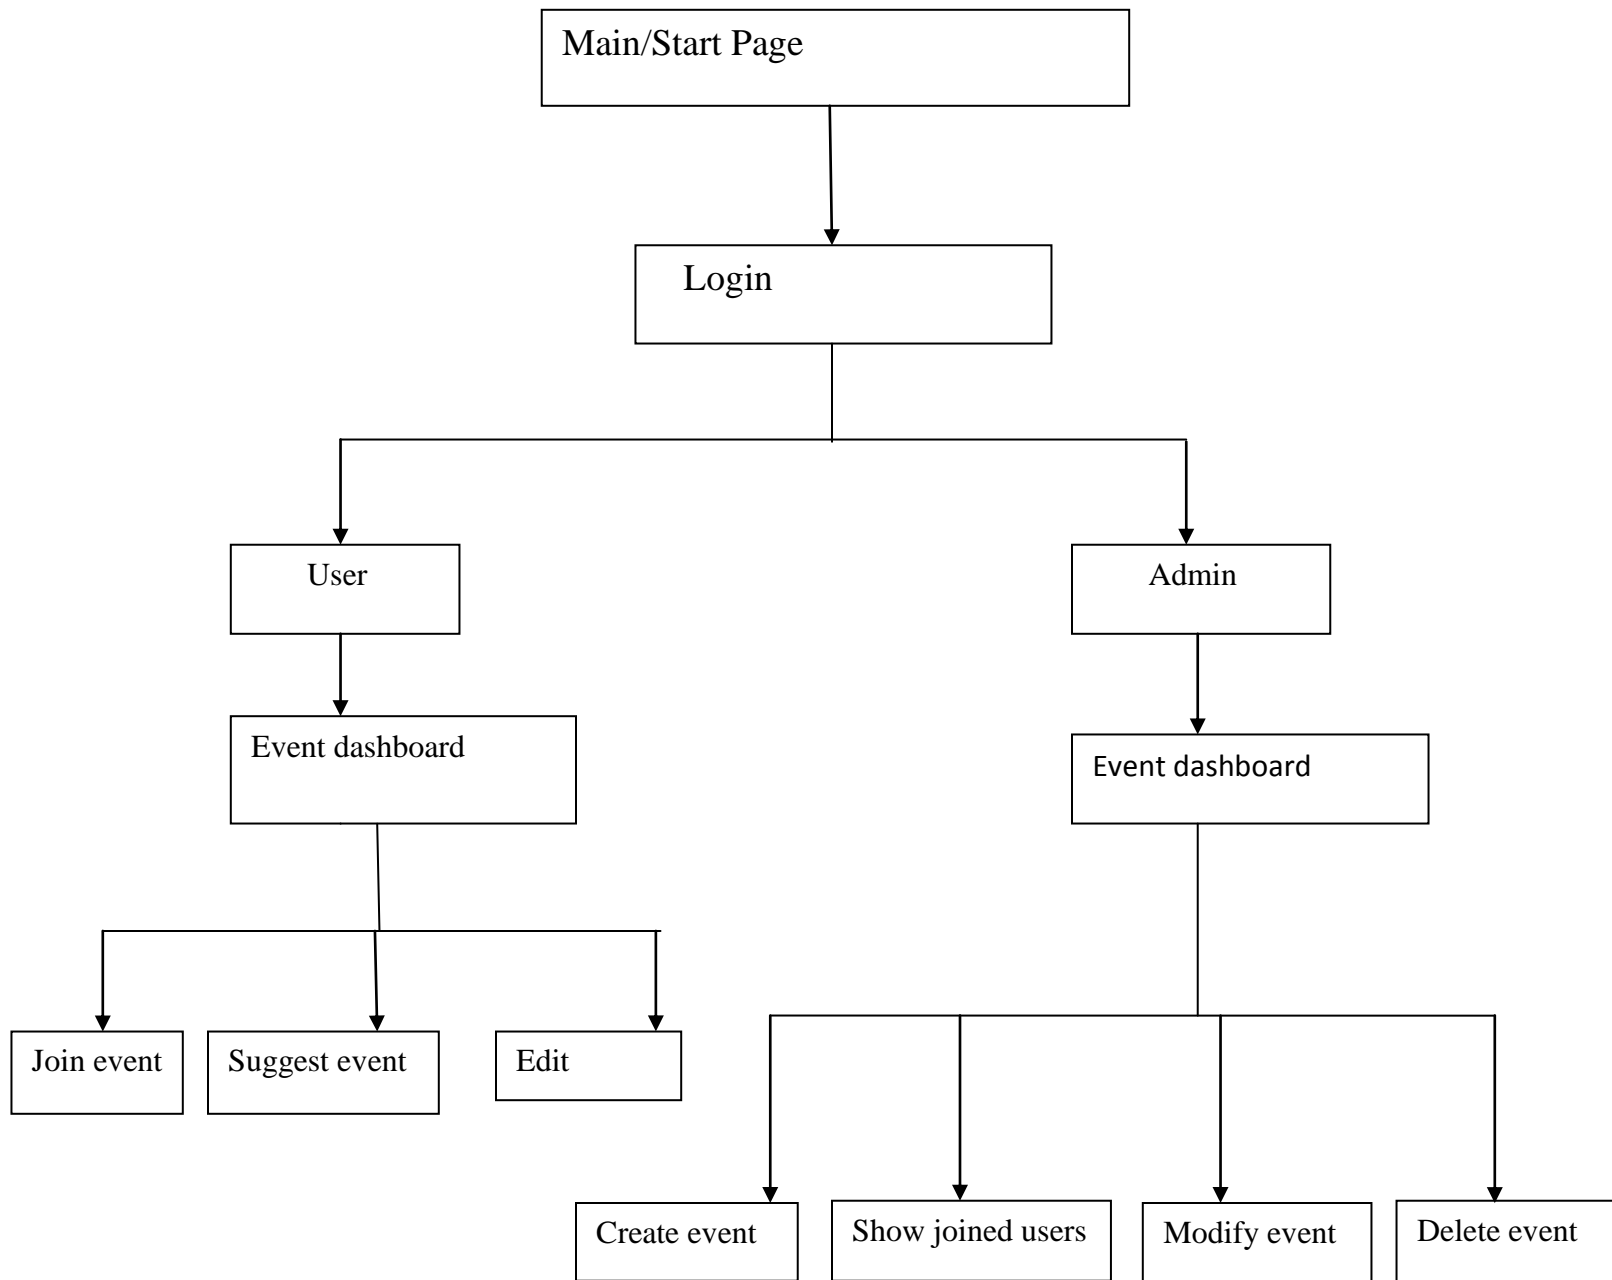 Main/Start Page
Login
User
Admin
Event dashboard
Event dashboard
Join event
Suggest event
Edit
Create event
Show joined users
Modify event
Delete event